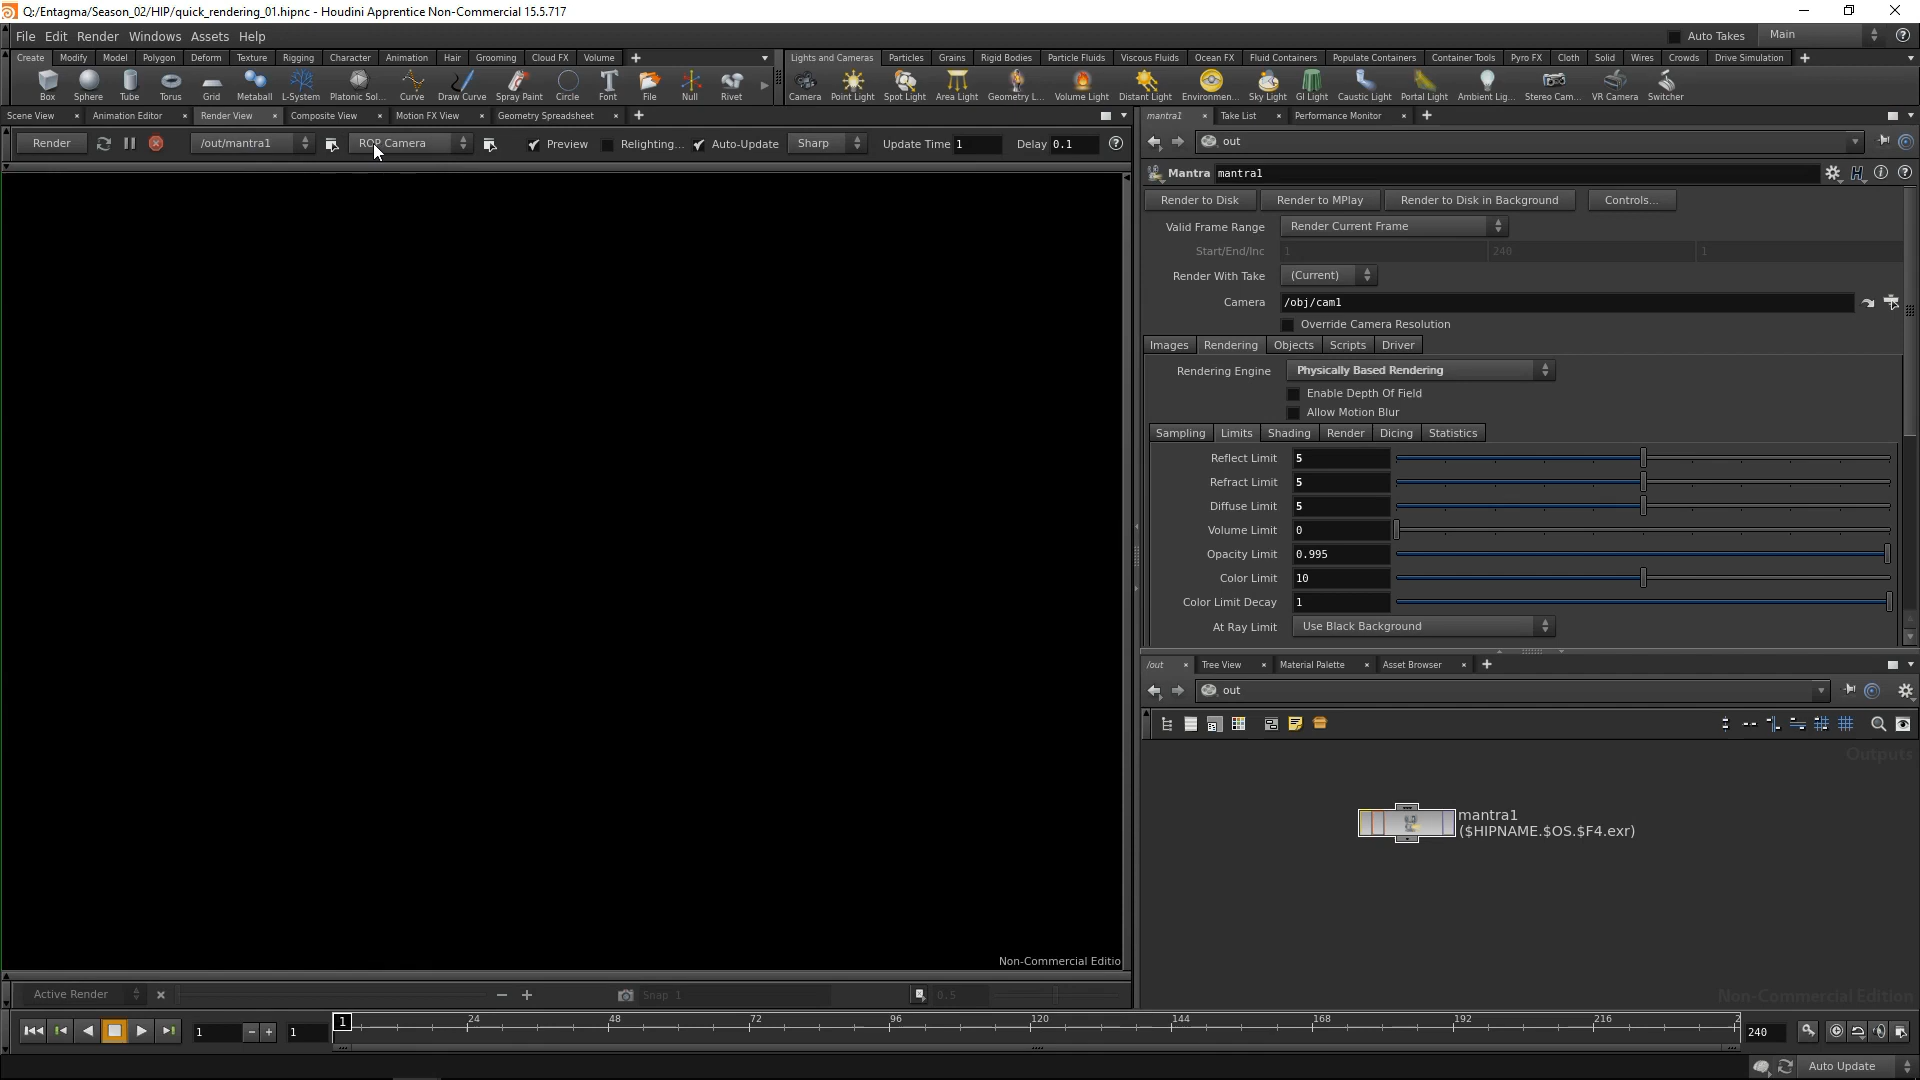 Q:/Entagma/Season_02/HIP/quick_rendering_01.hipnc - Houdini Apprentice Non-Commercial 15.5.717
File Edit Render Windows Assets Help
Auto Takes Main
Create Modify Model Polygon Deform Texture Rigging Character Animation Hair Grooming Cloud FX Volume
Lights and Cameras Particles Grains Rigid Bodies Particle Fluids Viscous Fluids Ocean FX Fluid Containers Populate Containers Container Tools Pyro FX Cloth Solid Wires Crowds Drive Simulation
Box Sphere Tube Torus Grid Metaball L-System Platonic Sol... Curve Draw Curve Spray Paint Circle Font File Null Rivet
Camera Point Light Spot Light Area Light Geometry L... Volume Light Distant Light Environmen... Sky Light GI Light Caustic Light Portal Light Ambient Lig... Stereo Cam... VR Camera Switcher
Scene View Animation Editor Render View Composite View Motion FX View Geometry Spreadsheet
mantra1 Take List Performance Monitor
Render /out/mantra1 ROP Camera Preview Relighting... Auto-Update Sharp Update Time 1 Delay 0.1
out
Mantra mantra1
Render to Disk Render to MPlay Render to Disk in Background Controls...
Valid Frame Range Render Current Frame
Start/End/Inc 1 240 1
Render With Take (Current)
Camera /obj/cam1
Override Camera Resolution
Images Rendering Objects Scripts Driver
Rendering Engine Physically Based Rendering
Enable Depth Of Field
Allow Motion Blur
Sampling Limits Shading Render Dicing Statistics
Reflect Limit 5
Refract Limit 5
Diffuse Limit 5
Volume Limit 0
Opacity Limit 0.995
Color Limit 10
Color Limit Decay 1
At Ray Limit Use Black Background
/out Tree View Material Palette Asset Browser
out
Outputs
mantra1
($HIPNAME.$OS.$F4.exr)
Non-Commercial Editio
Non-Commercial Edition
Active Render Snap 1 0.5
1 1 1 24 48 72 96 120 144 168 192 216 2 240
Auto Update